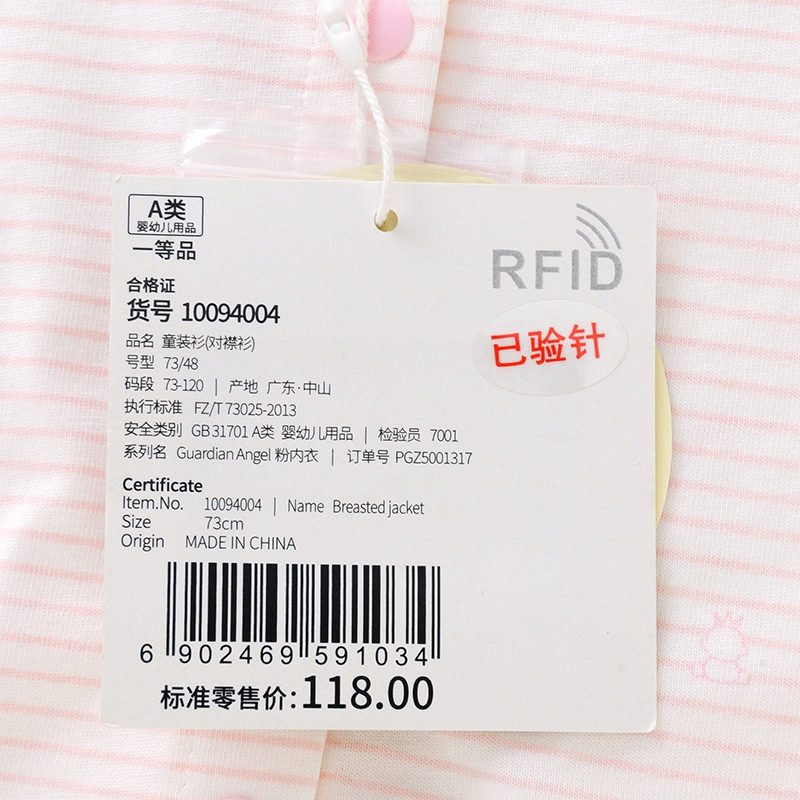 A类
婴幼儿用品
一等品
RFID
已验针
合格证
货号 10094004
品名 童装衫(对襟衫)
号型 73/48
码段 73-120 | 产地 广东·中山
执行标准 FZ/T 73025-2013
安全类别 GB 31701 A类 婴幼儿用品 | 检验员 7001
系列名 Guardian Angel 粉内衣 | 订单号 PGZ5001317
Certificate
Item.No. 10094004 | Name Breasted jacket
Size 73cm
Origin MADE IN CHINA
6 902469 591034
标准零售价: 118.00